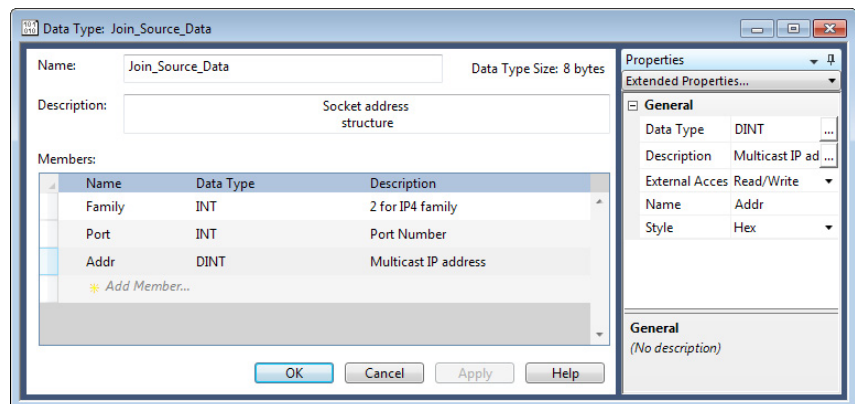 Data Type: Join_Source_Data
Name: Join_Source_Data Data Type Size: 8 bytes
Description: Socket address
structure
Members:
Name Data Type Description
Family INT 2 for IP4 family
Port INT Port Number
Addr DINT Multicast IP address
Add Member...
OK Cancel Apply Help
Properties
Extended Properties...
General
Data Type DINT ...
Description Multicast IP ad ...
External Acces Read/Write
Name Addr
Style Hex
General
(No description)